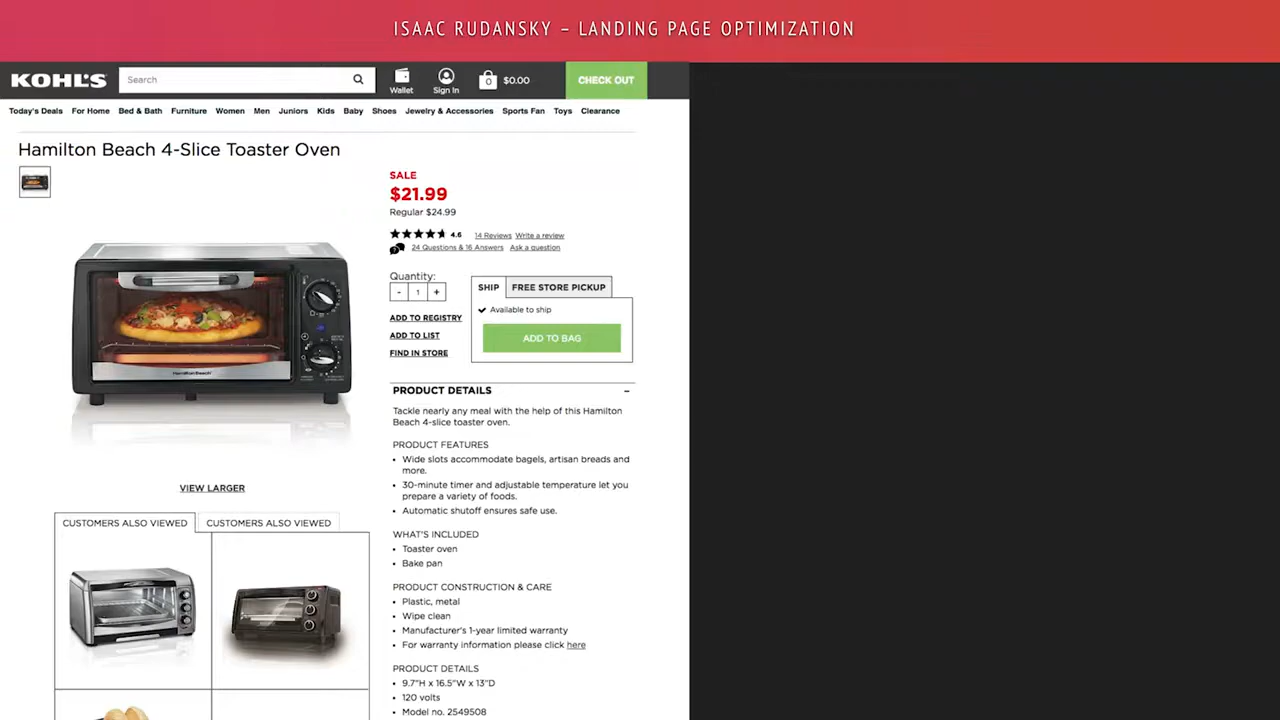 ISAAC RUDANSKY – LANDING PAGE OPTIMIZATION
KOHL'S
Search
Wallet
Sign In
0
$0.00
CHECK OUT
Today's Deals For Home Bed & Bath Furniture Women Men Juniors Kids Baby Shoes Jewelry & Accessories Sports Fan Toys Clearance
Hamilton Beach 4-Slice Toaster Oven
SALE
$21.99
Regular $24.99
4.6 14 Reviews Write a review
24 Questions & 16 Answers Ask a question
Quantity:
- 1 +
SHIP FREE STORE PICKUP
Available to ship
ADD TO BAG
ADD TO REGISTRY
ADD TO LIST
FIND IN STORE
Hamilton Beach
VIEW LARGER
CUSTOMERS ALSO VIEWED CUSTOMERS ALSO VIEWED
PRODUCT DETAILS –
Tackle nearly any meal with the help of this Hamilton
Beach 4-slice toaster oven.
PRODUCT FEATURES
• Wide slots accommodate bagels, artisan breads and
more.
• 30-minute timer and adjustable temperature let you
prepare a variety of foods.
• Automatic shutoff ensures safe use.
WHAT'S INCLUDED
• Toaster oven
• Bake pan
PRODUCT CONSTRUCTION & CARE
• Plastic, metal
• Wipe clean
• Manufacturer's 1-year limited warranty
• For warranty information please click here
PRODUCT DETAILS
• 9.7"H x 16.5"W x 13"D
• 120 volts
• Model no. 2549508